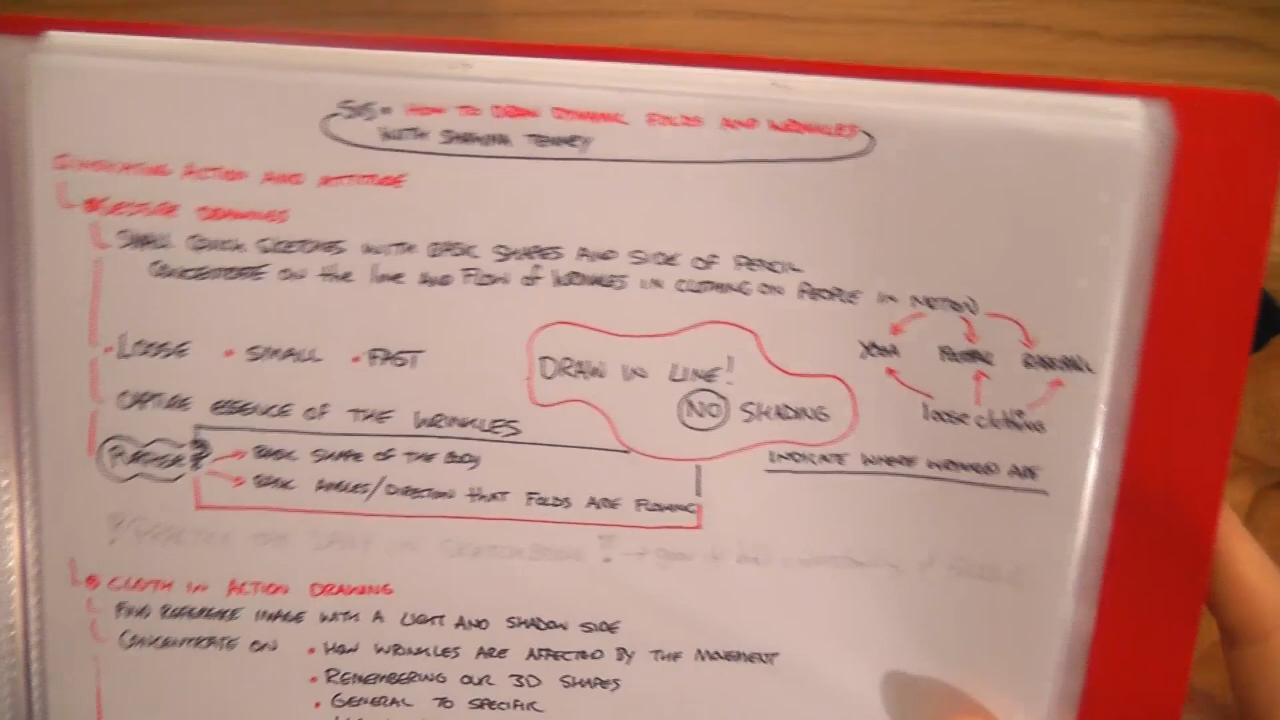 HOW TO DRAW DYNAMIC FOLDS AND WRINKLES
WITH
ACTION AND ATTITUDE
GESTURE DRAWINGS
SMALL QUICK SKETCHES WITH BASIC SHAPES AND SIDE OF PENCIL
CONCENTRATE ON the line AND Flow of WRINKLES IN CLOTHING ON PEOPLE IN MOTION
YOGA
• LOOSE • SMALL • FAST
DRAW IN LINE!
NO SHADING
loose clothing
CAPTURE ESSENCE OF THE WRINKLES
BASIC SHAPE OF THE BODY
INDICATE WHERE ARE
BASIC ANGLES/DIRECTION THAT FOLDS ARE FLOWING
CLOTH IN ACTION DRAWING
FIND REFERENCE IMAGE WITH A LIGHT AND SHADOW SIDE
CONCENTRATE ON • HOW WRINKLES ARE AFFECTED BY THE MOVEMENT
• REMEMBERING OUR 3D SHAPES
• GENERAL TO SPECIFIC